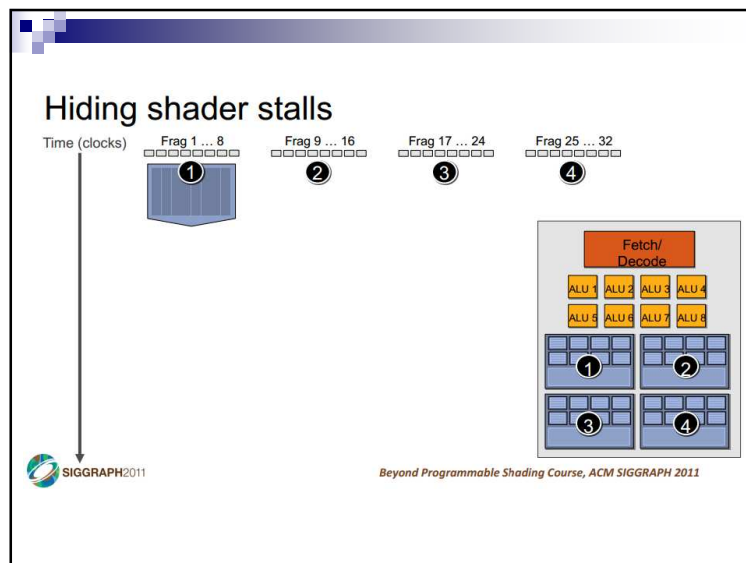 Hiding shader stalls
Time (clocks)
Frag 1 … 8
Frag 9 … 16
Frag 17 … 24
Frag 25 … 32
1
2
3
4
Fetch/
Decode
ALU 1
ALU 2
ALU 3
ALU 4
ALU 5
ALU 6
ALU 7
ALU 8
1
2
3
4
SIGGRAPH2011
Beyond Programmable Shading Course, ACM SIGGRAPH 2011